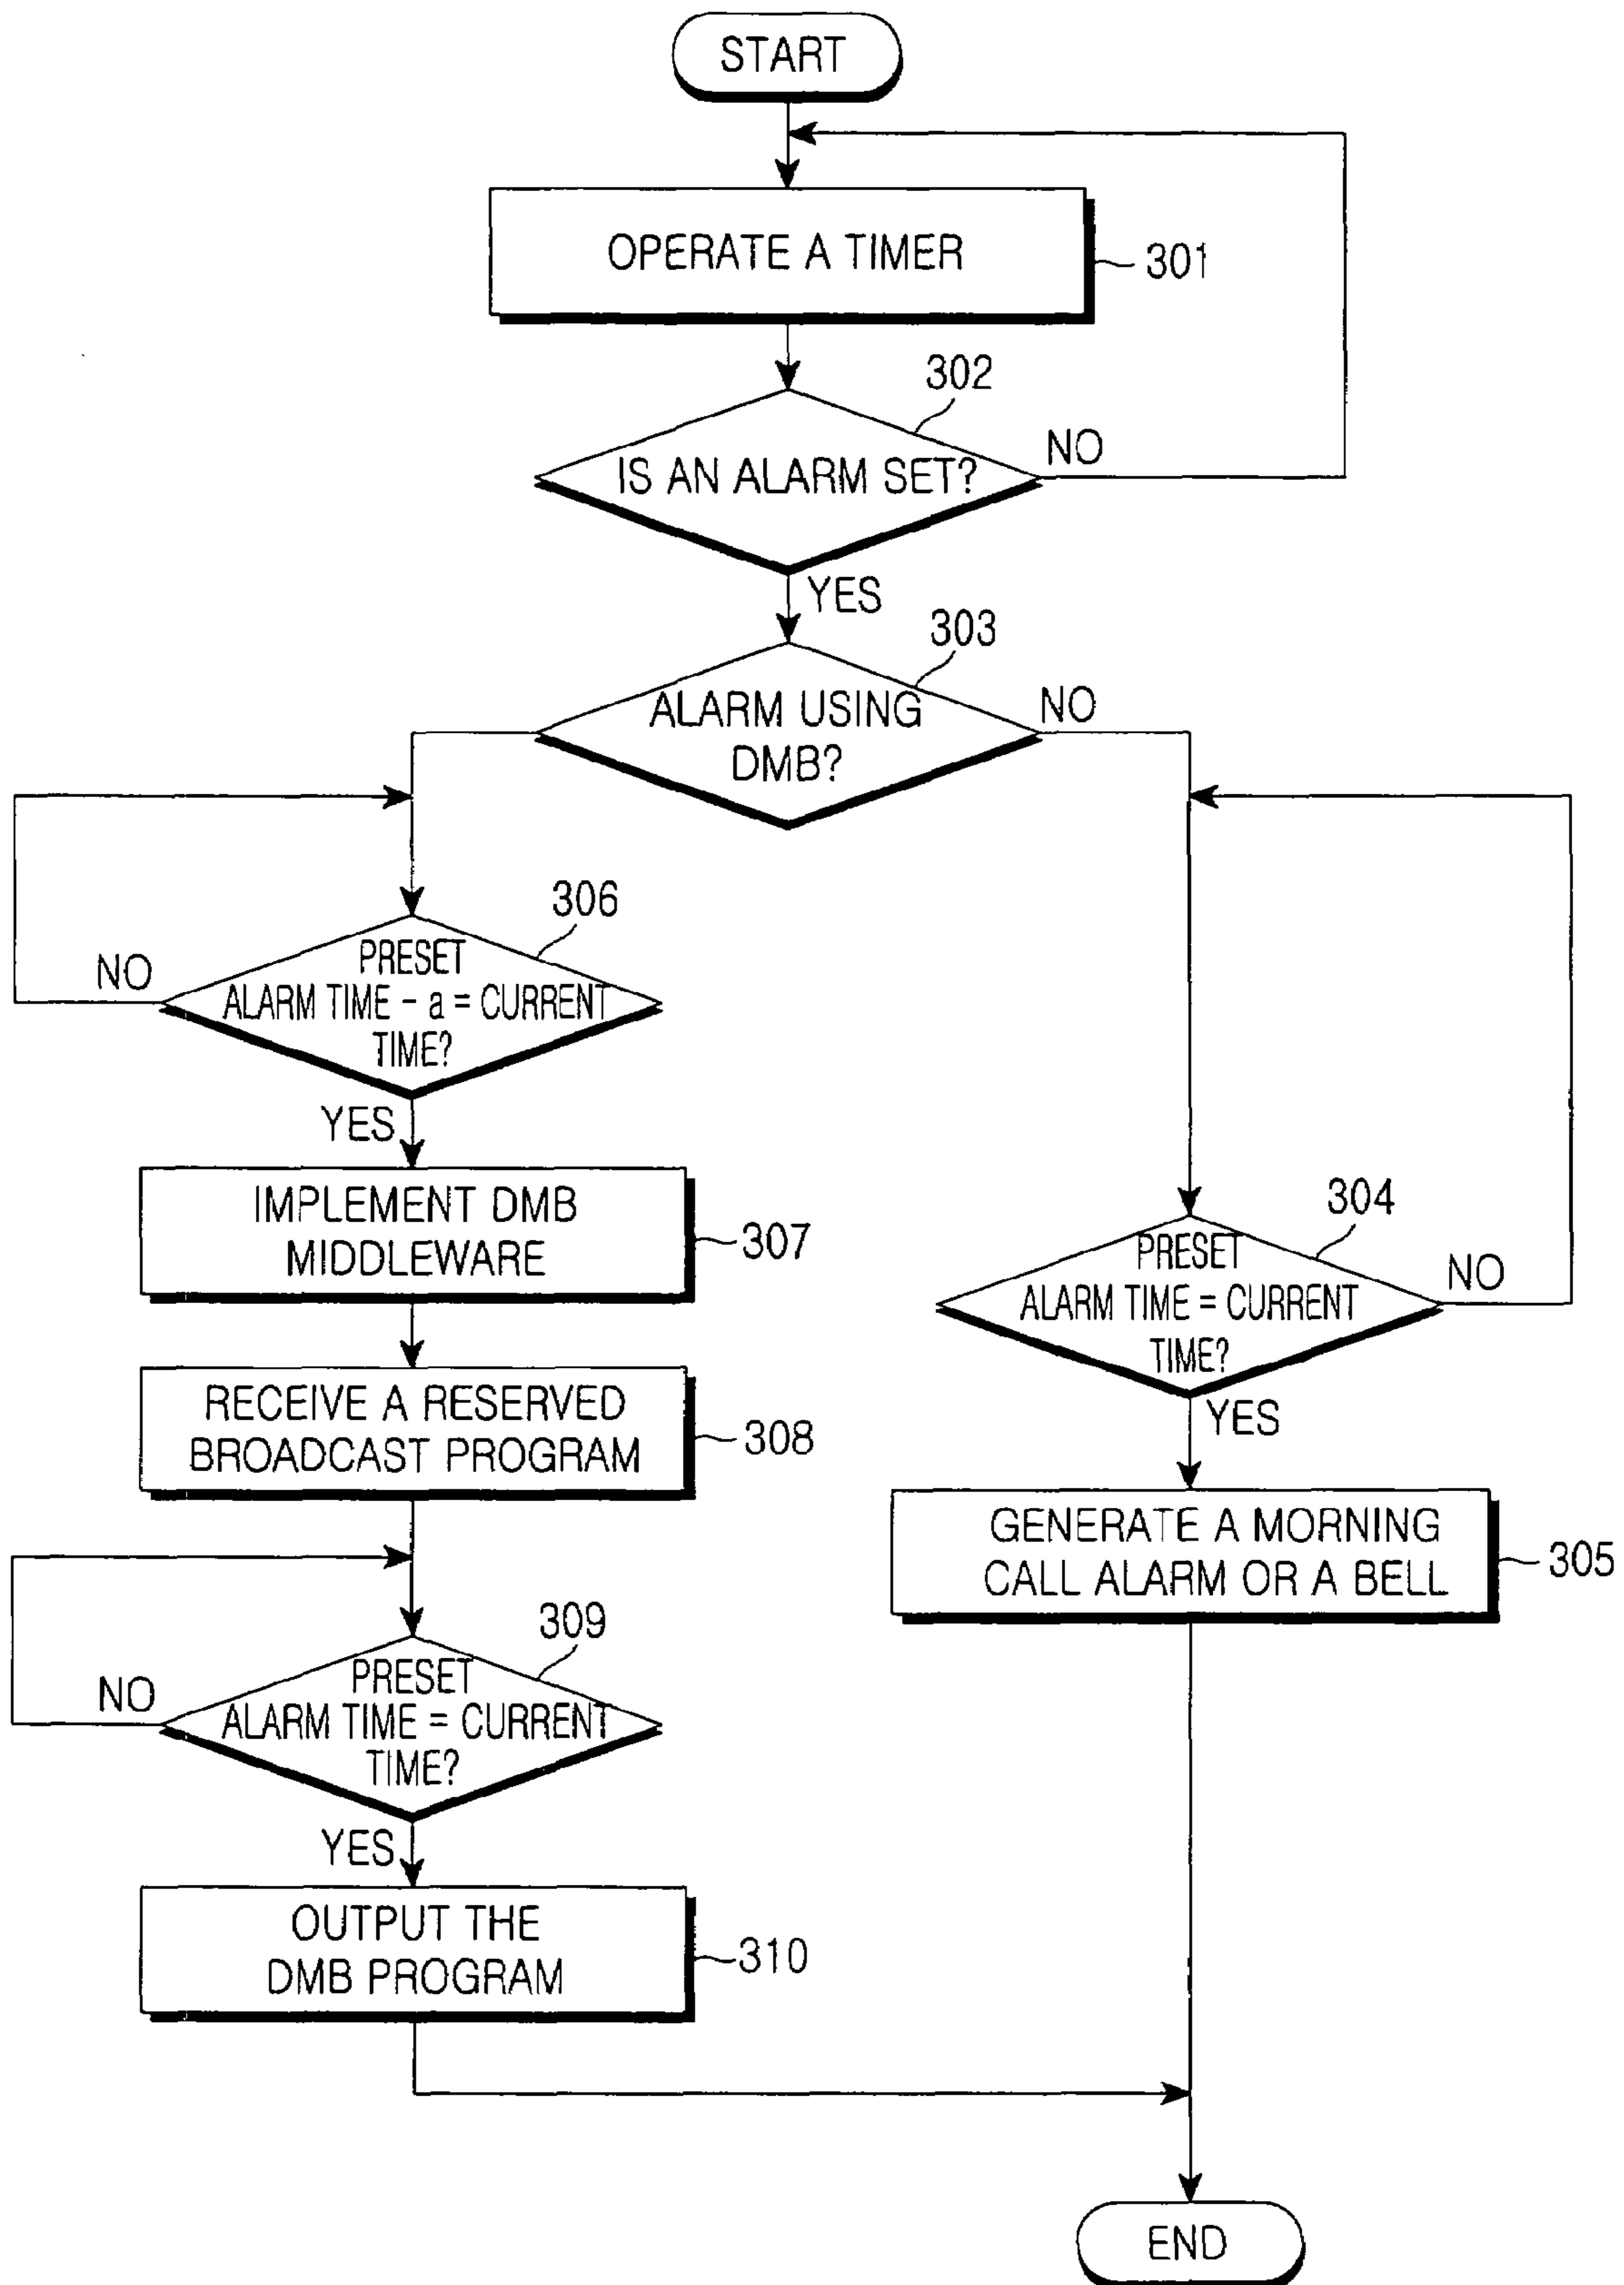 START
OPERATE A TIMER
301
302
IS AN ALARM SET?
NO
YES
303
ALARM USING
DMB?
NO
306
PRESET
ALARM TIME - a = CURRENT
TIME?
NO
YES
IMPLEMENT DMB
MIDDLEWARE
307
304
PRESET
ALARM TIME = CURRENT
TIME?
NO
YES
RECEIVE A RESERVED
BROADCAST PROGRAM
308
GENERATE A MORNING
CALL ALARM OR A BELL
305
309
PRESET
ALARM TIME = CURRENT
TIME?
NO
YES
OUTPUT THE
DMB PROGRAM
310
END